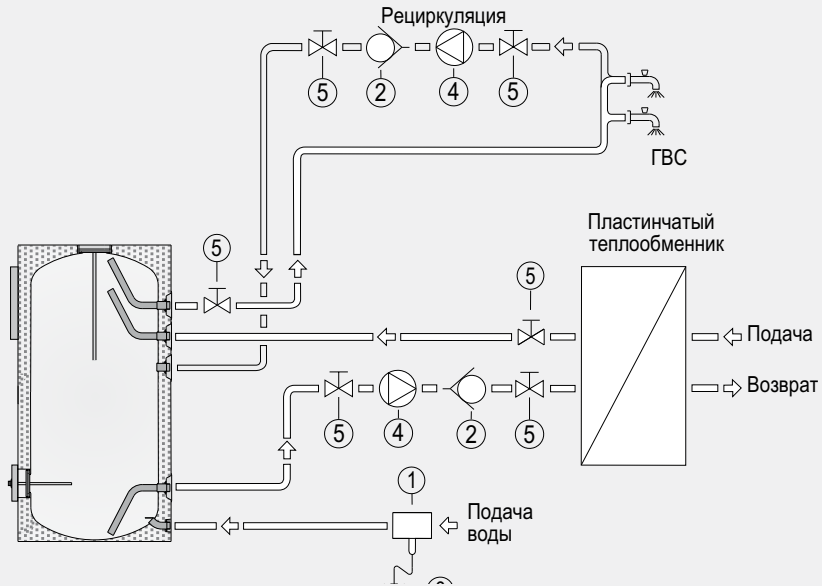 Рециркуляция
5
2
4
5
ГВС
Пластинчатый
теплообменник
5
5
Подача
Возврат
5
4
2
5
1
Подача
воды